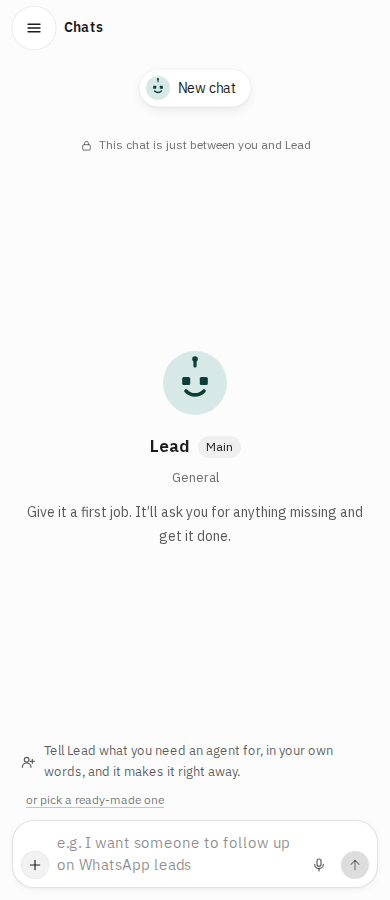 Chats
New chat
This chat is just between you and Lead
Lead Main
General
Give it a first job. It’ll ask you for anything missing and
get it done.
Tell Lead what you need an agent for, in your own
words, and it makes it right away.
or pick a ready-made one
e.g. I want someone to follow up
on WhatsApp leads